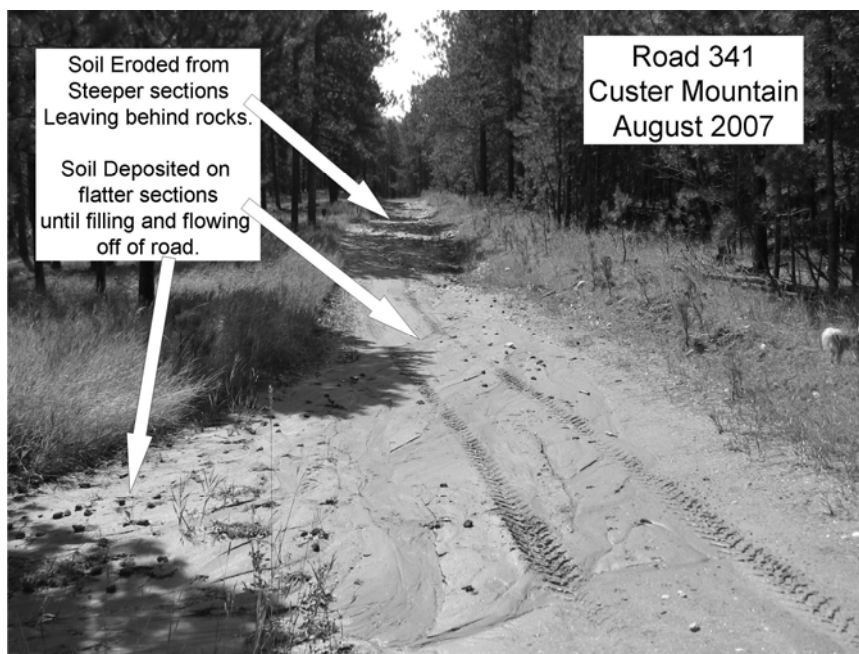 Soil Eroded from
Steeper sections
Leaving behind rocks.
Soil Deposited on
flatter sections
until filling and flowing
off of road.
Road 341
Custer Mountain
August 2007